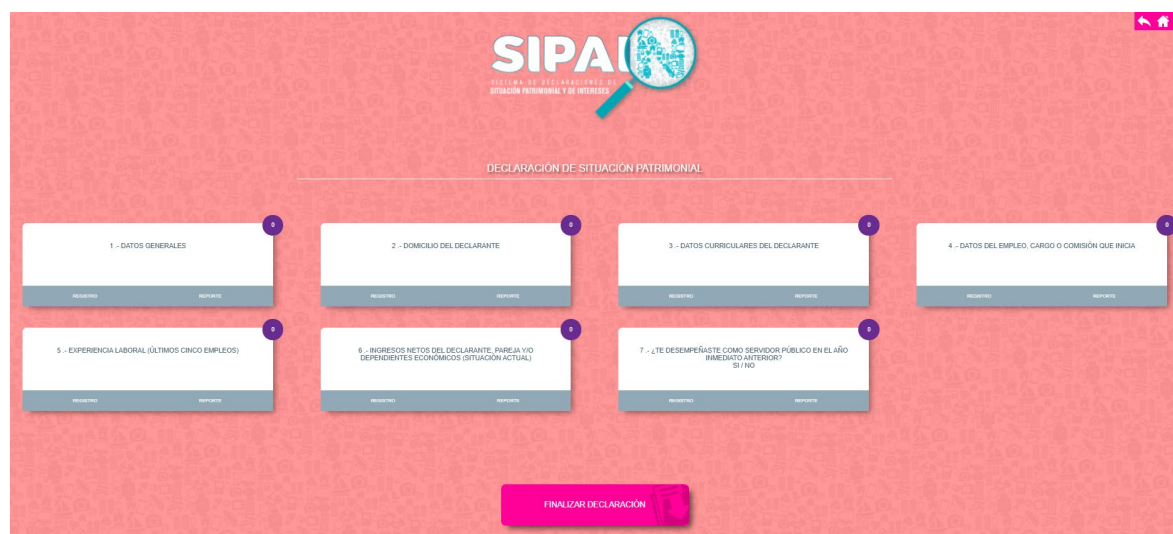 SIPAI
SISTEMA DE DECLARACIONES DE
SITUACIÓN PATRIMONIAL Y DE INTERESES
DECLARACIÓN DE SITUACIÓN PATRIMONIAL
0
0
0
0
1 .- DATOS GENERALES
2 .- DOMICILIO DEL DECLARANTE
3 .- DATOS CURRICULARES DEL DECLARANTE
4 .- DATOS DEL EMPLEO, CARGO O COMISIÓN QUE INICIA
REGISTRO REPORTE
REGISTRO REPORTE
REGISTRO REPORTE
REGISTRO REPORTE
0
0
0
5 .- EXPERIENCIA LABORAL (ÚLTIMOS CINCO EMPLEOS)
6 .- INGRESOS NETOS DEL DECLARANTE, PAREJA Y/O
DEPENDIENTES ECONÓMICOS (SITUACIÓN ACTUAL)
7 .- ¿TE DESEMPEÑASTE COMO SERVIDOR PÚBLICO EN EL AÑO
INMEDIATO ANTERIOR?
SI / NO
REGISTRO REPORTE
REGISTRO REPORTE
REGISTRO REPORTE
FINALIZAR DECLARACIÓN